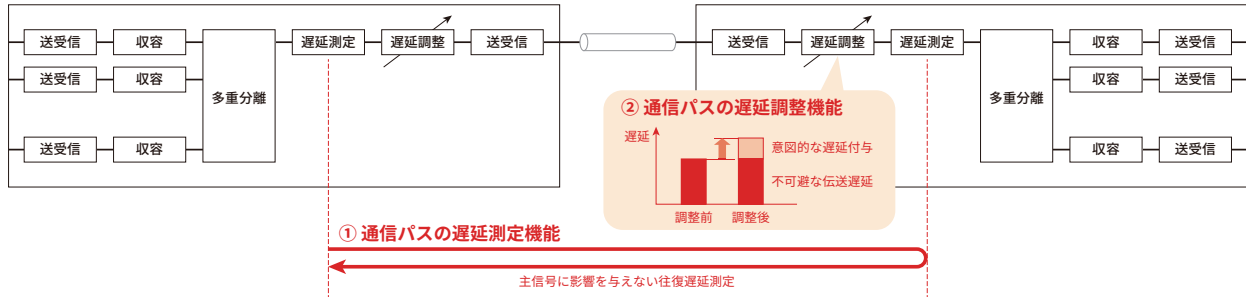 送受信
収容
遅延測定
遅延調整
送受信
送受信
遅延調整
遅延測定
収容
送受信
送受信
収容
多重分離
多重分離
収容
送受信
送受信
収容
収容
送受信
② 通信パスの遅延調整機能
遅延
意図的な遅延付与
不可避な伝送遅延
調整前
調整後
① 通信パスの遅延測定機能
主信号に影響を与えない往復遅延測定